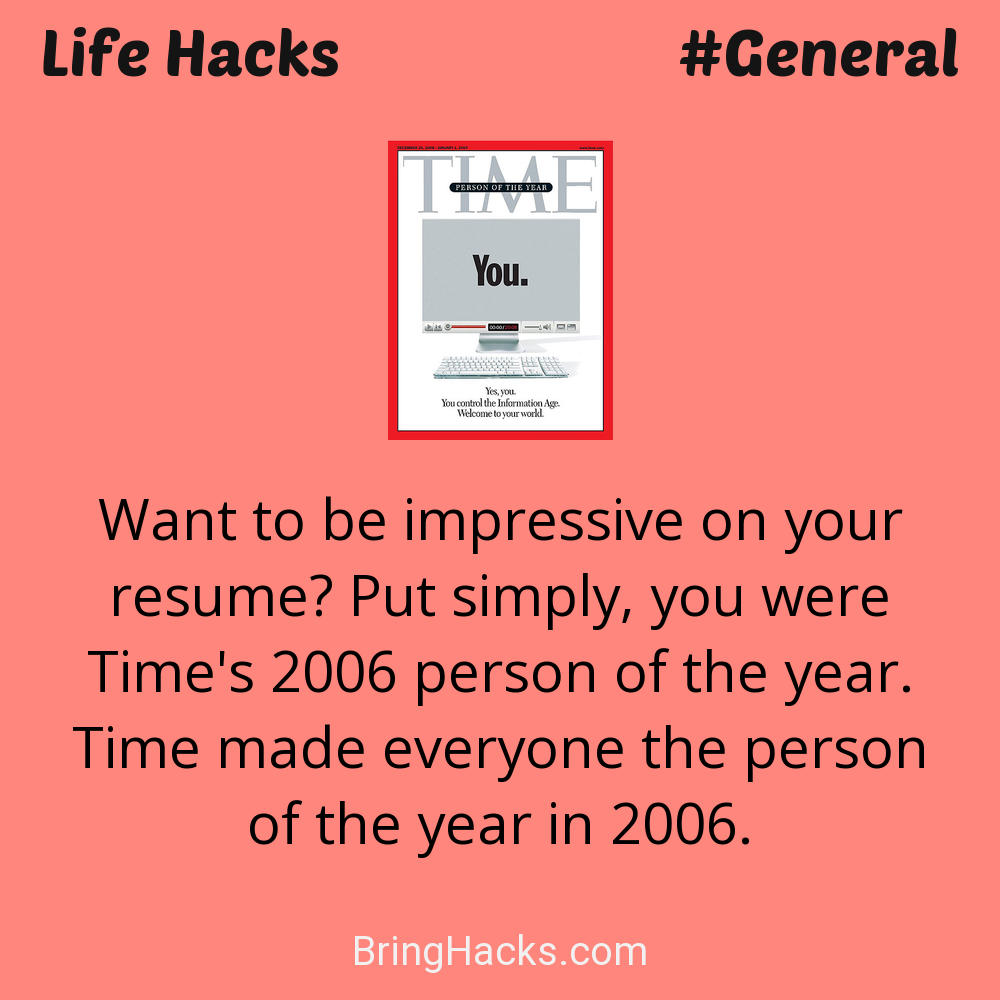 Life Hacks
#General
TIME
PERSON OF THE YEAR
You.
Yes, you.
You control the Information Age.
Welcome to your world.
Want to be impressive on your
resume? Put simply, you were
Time's 2006 person of the year.
Time made everyone the person
of the year in 2006.
BringHacks.com